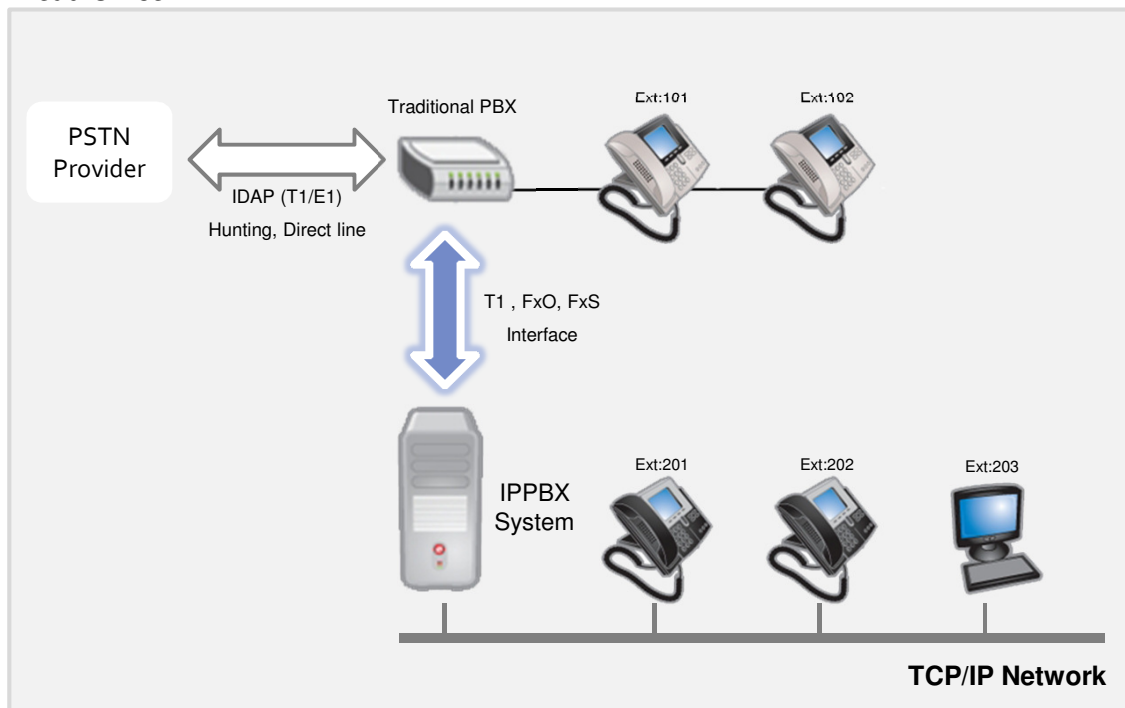 Traditional PBX
Ext:101
Ext:102
PSTN
Provider
IDAP (T1/E1)
Hunting, Direct line
T1 , FxO, FxS
Interface
IPPBX
System
Ext:201
Ext:202
Ext:203
TCP/IP Network